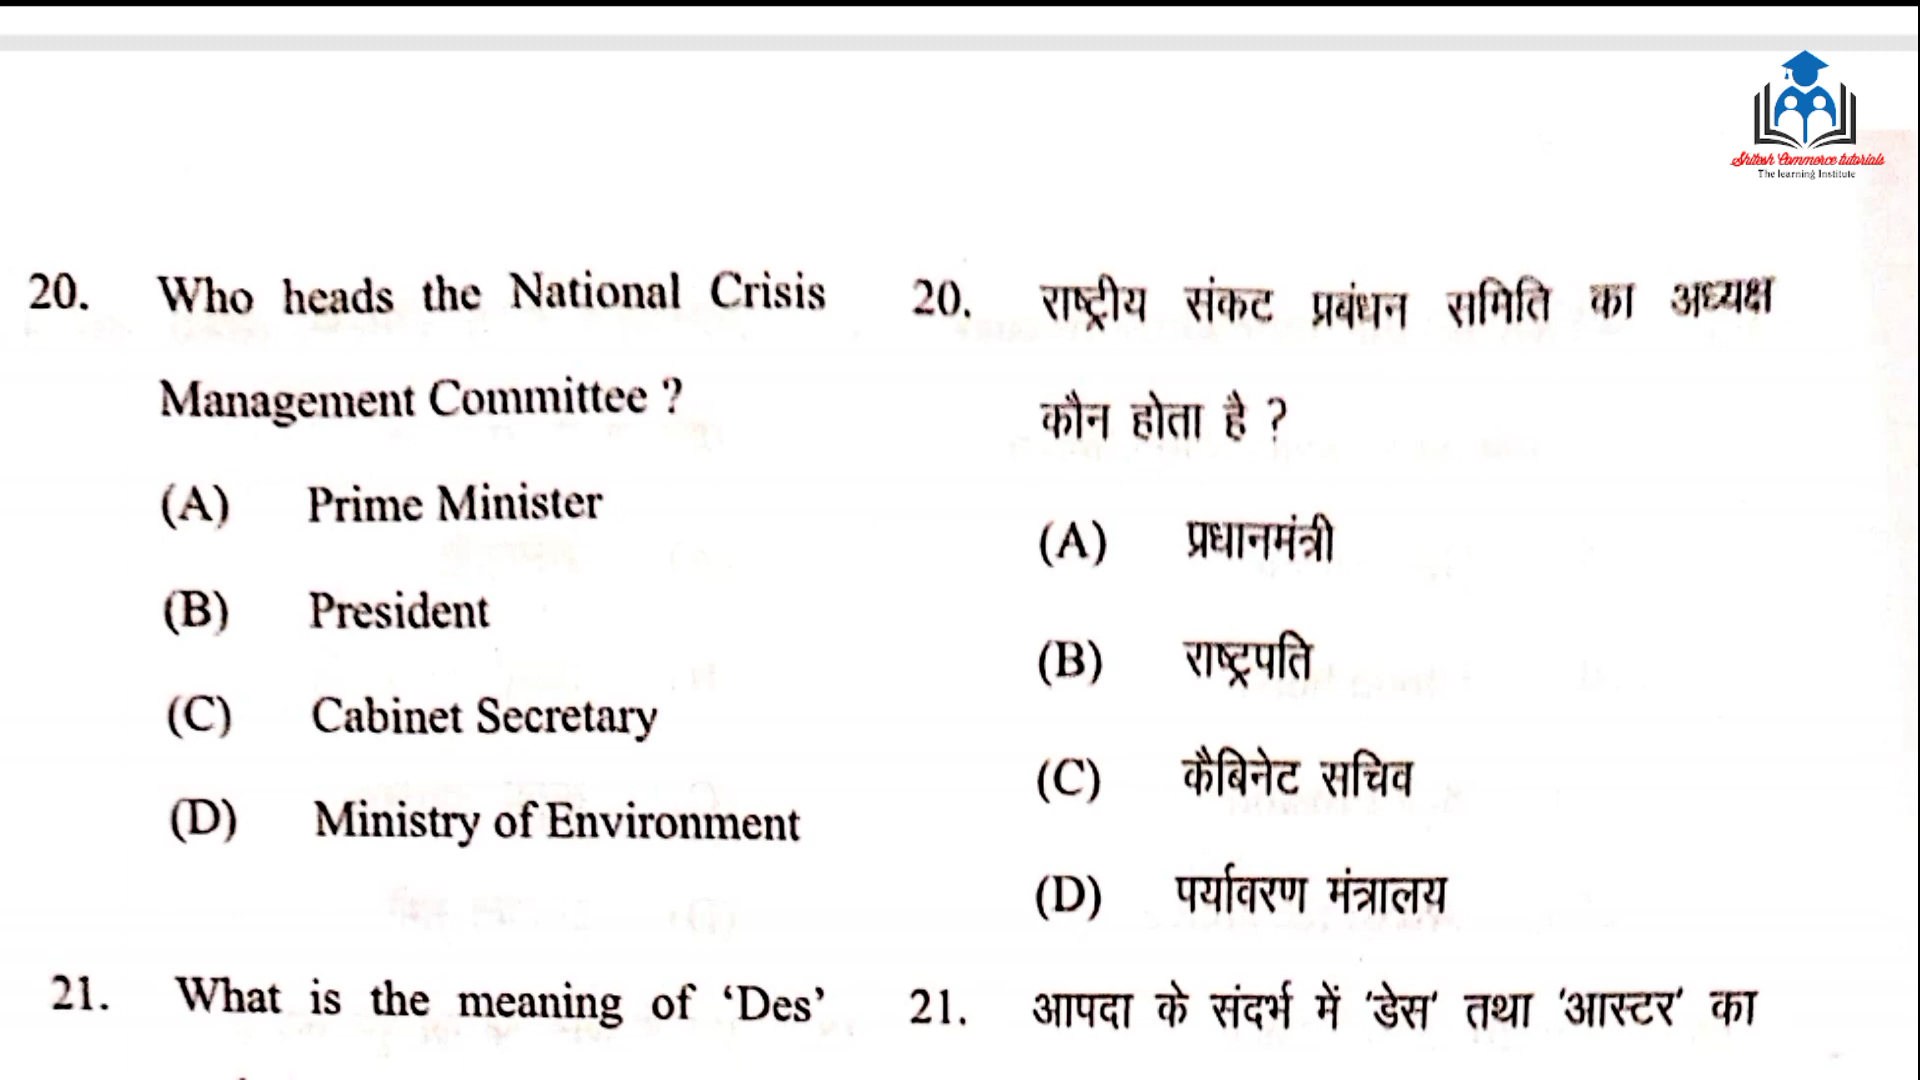 Shitosh Commerce tutorials
The learning Institute
20. Who heads the National Crisis
Management Committee ?
(A) Prime Minister
(B) President
(C) Cabinet Secretary
(D) Ministry of Environment
21. What is the meaning of ‘Des’
20. राष्ट्रीय संकट प्रबंधन समिति का अध्यक्ष
कौन होता है ?
(A) प्रधानमंत्री
(B) राष्ट्रपति
(C) कैबिनेट सचिव
(D) पर्यावरण मंत्रालय
21. आपदा के संदर्भ में ‘डेस’ तथा ‘आस्टर’ का